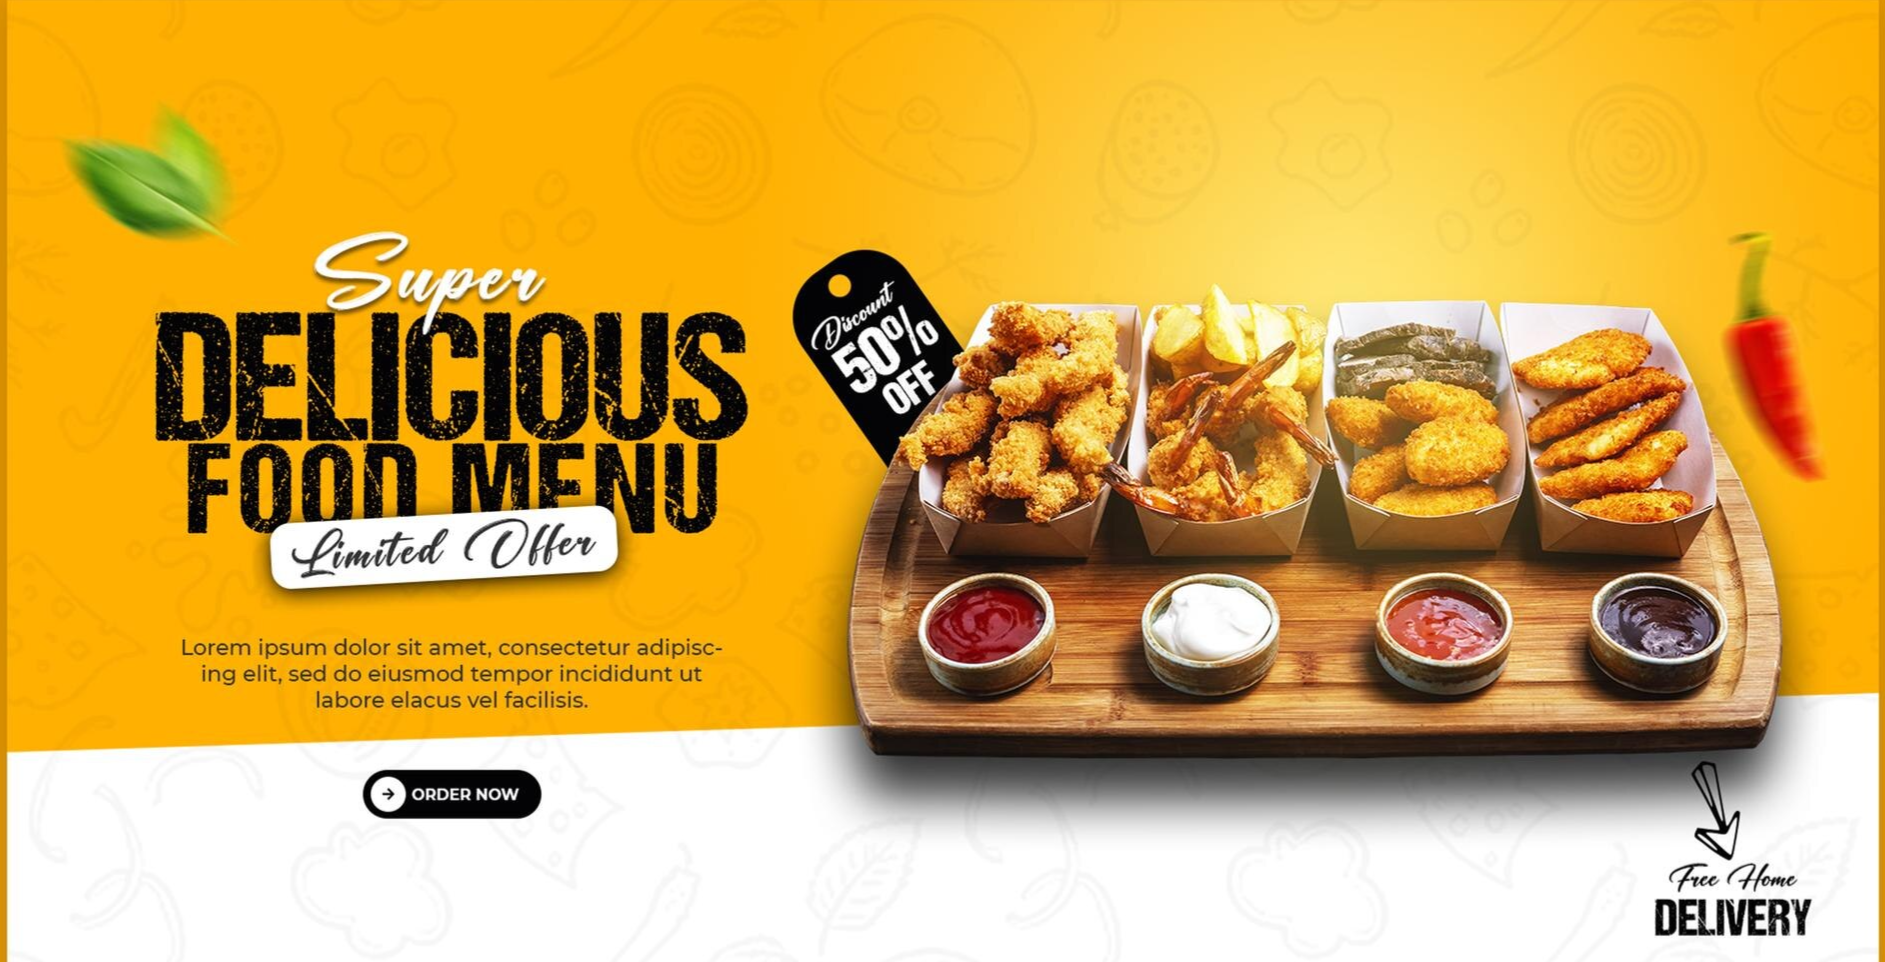 Super
DELICIOUS
FOOD MENU
Limited Offer
Lorem ipsum dolor sit amet, consectetur adipisc-
ing elit, sed do eiusmod tempor incididunt ut
labore elacus vel facilisis.
ORDER NOW
Discount
50%
OFF
Free Home
DELIVERY